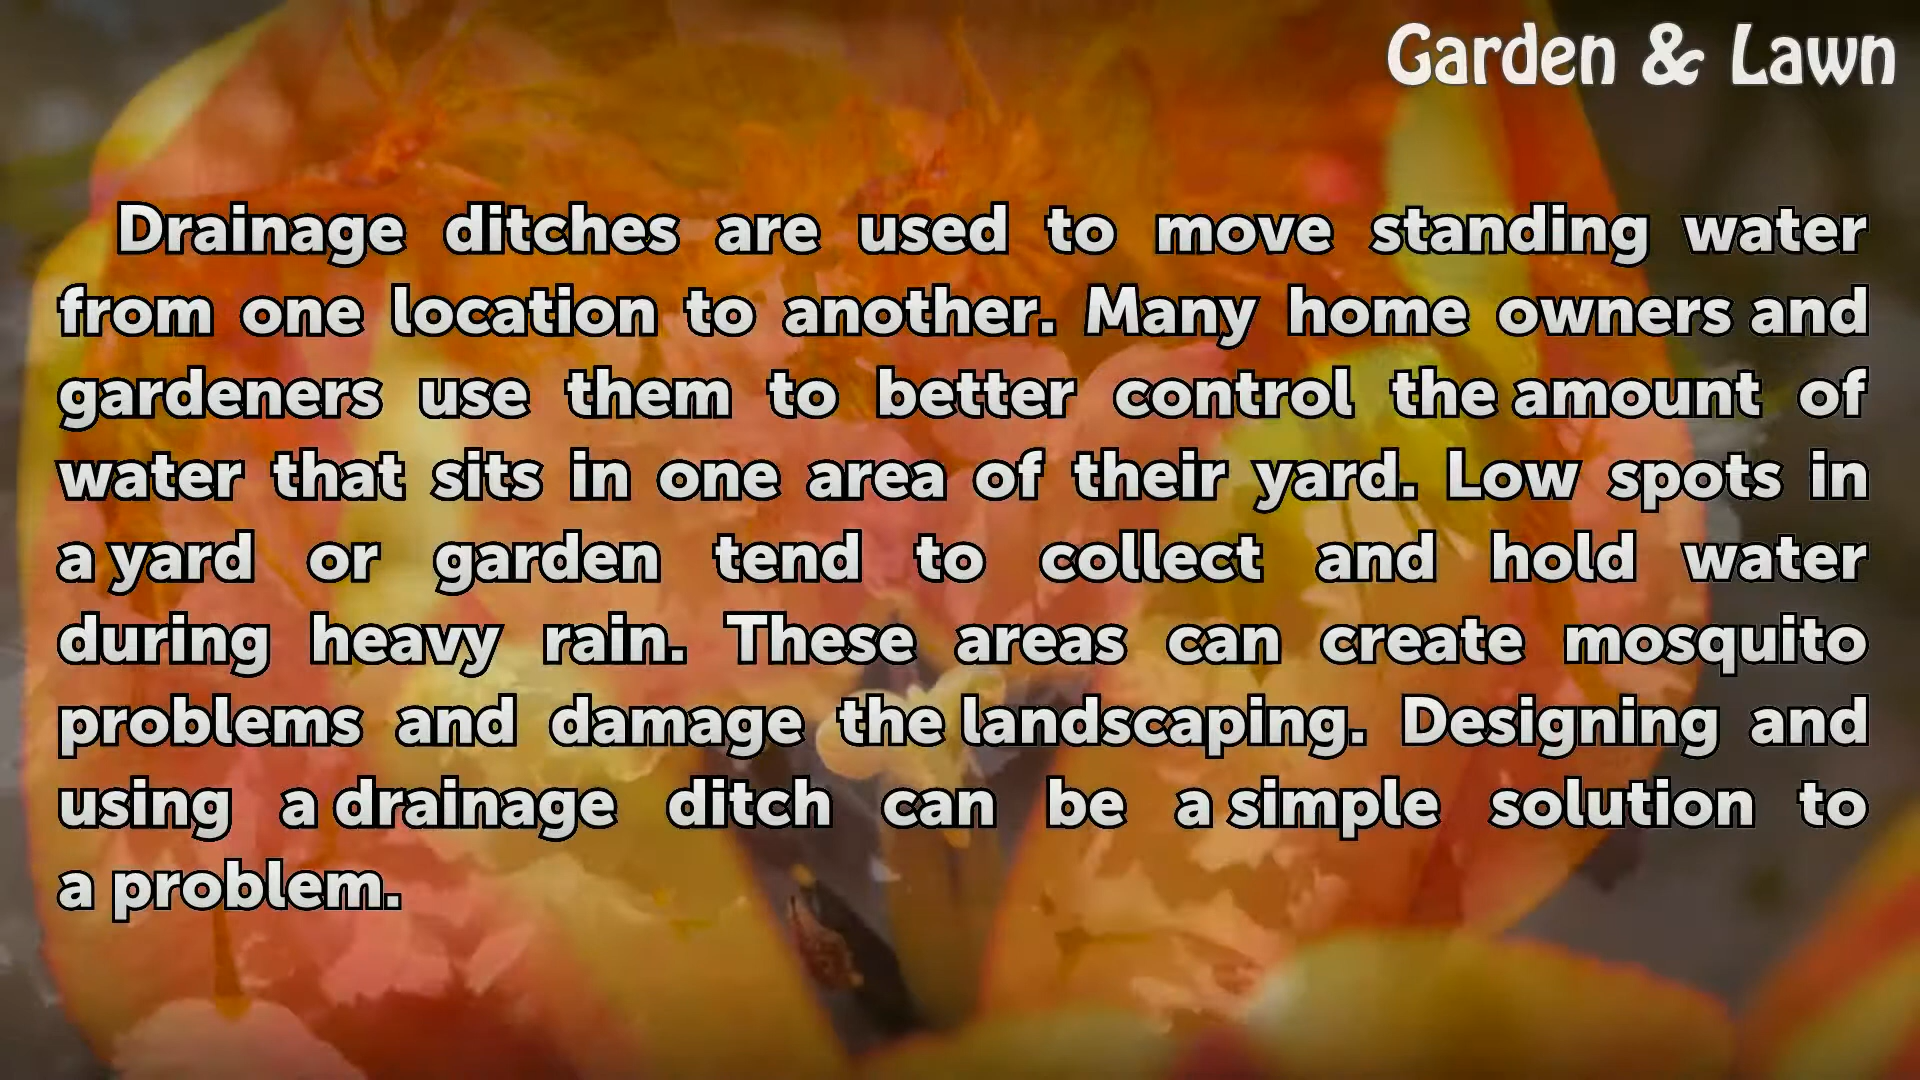 Garden & Lawn
Drainage ditches are used to move standing water
from one location to another. Many home owners and
gardeners use them to better control the amount of
water that sits in one area of their yard. Low spots in
a yard or garden tend to collect and hold water
during heavy rain. These areas can create mosquito
problems and damage the landscaping. Designing and
using a drainage ditch can be a simple solution to
a problem.